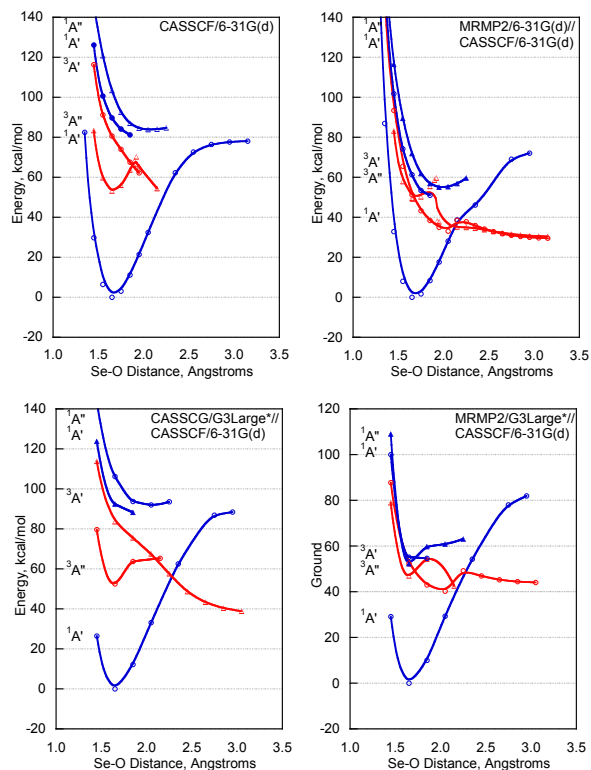 CASSCF/6-31G(d)
140
120
100
80
60
40
20
0
-20
Energy, kcal/mol
¹A"
¹A'
³A'
³A"
¹A'
1.0 1.5 2.0 2.5 3.0 3.5
Se-O Distance, Angstroms
MRMP2/6-31G(d)//
CASSCF/6-31G(d)
140
120
100
80
60
40
20
0
-20
Energy, kcal/mol
¹A"
¹A'
³A'
³A"
¹A'
1.0 1.5 2.0 2.5 3.0 3.5
Se-O Distance, Angstroms
CASSCG/G3Large*//
CASSCF/6-31G(d)
140
120
100
80
60
40
20
0
-20
Energy, kcal/mol
¹A"
¹A'
³A'
³A"
¹A'
1.0 1.5 2.0 2.5 3.0 3.5
Se-O Distance, Angstroms
MRMP2/G3Large*//
CASSCF/6-31G(d)
120
100
80
60
40
20
0
-20
Ground
¹A"
¹A'
³A'
³A"
¹A'
1.0 1.5 2.0 2.5 3.0 3.5
Se-O Distance, Angstroms